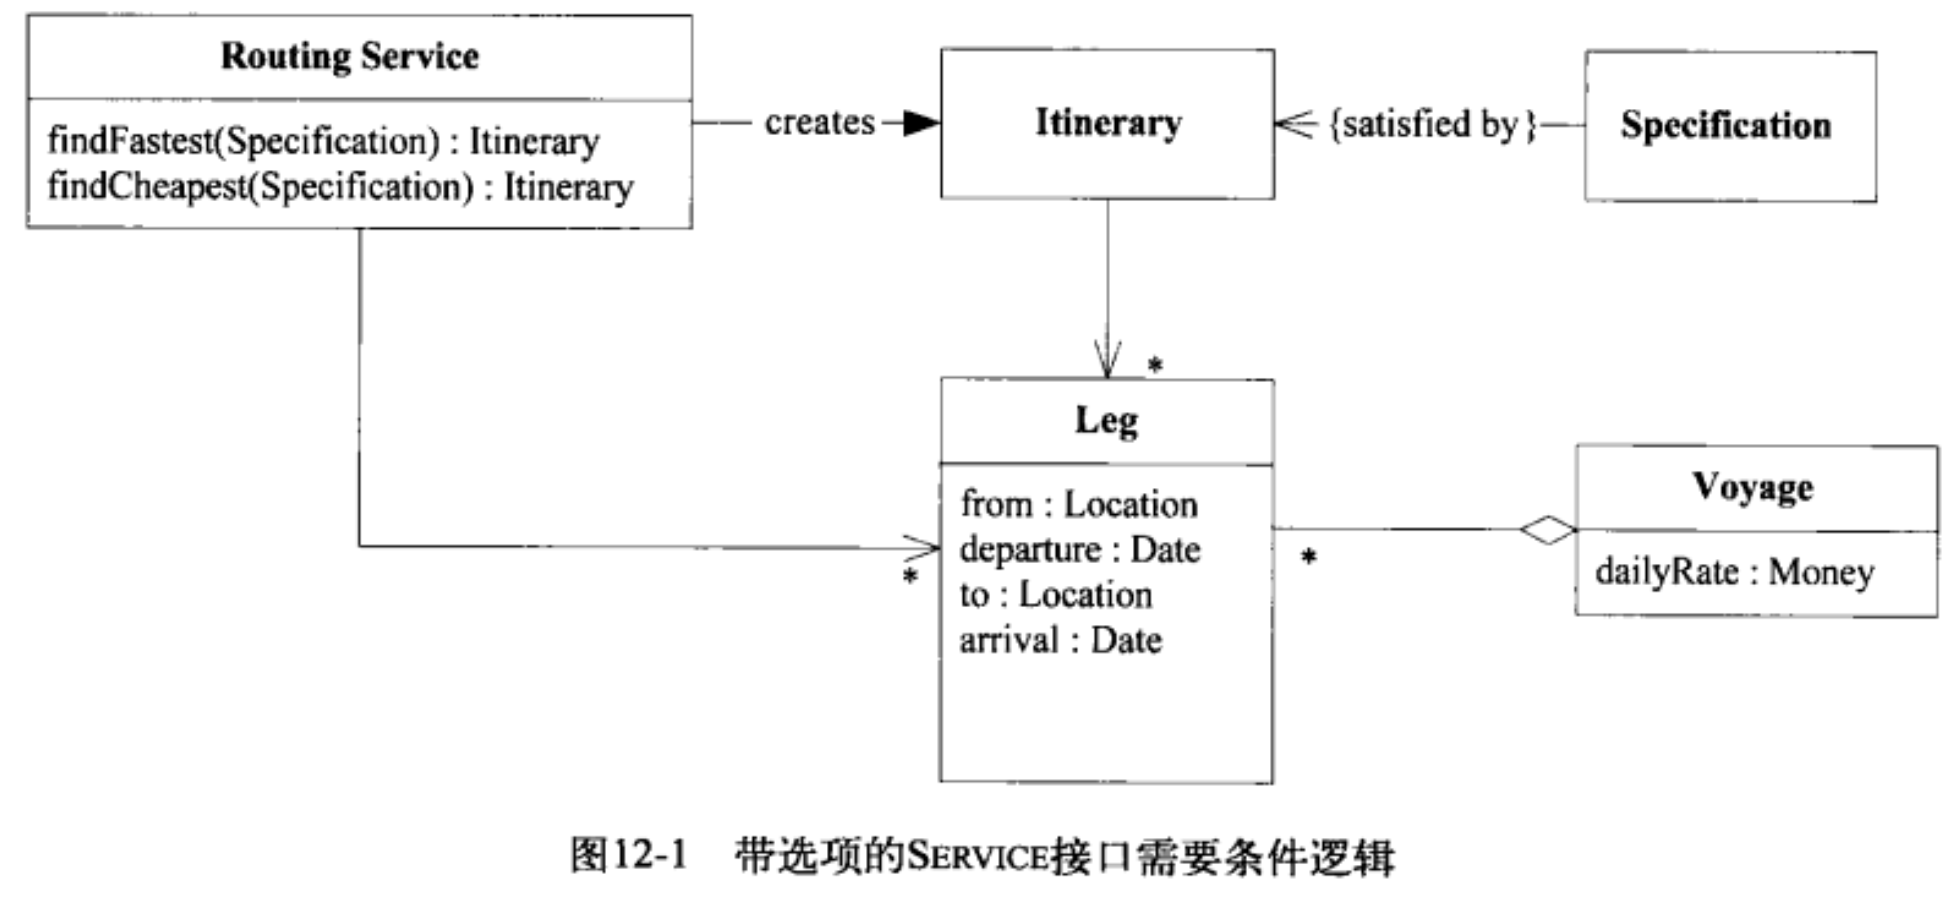 Routing Service
findFastest(Specification) : Itinerary
findCheapest(Specification) : Itinerary
creates
Itinerary
{satisfied by}
Specification
*
Leg
from : Location
departure : Date
to : Location
arrival : Date
*
*
Voyage
dailyRate : Money
图12-1 带选项的SERVICE接口需要条件逻辑